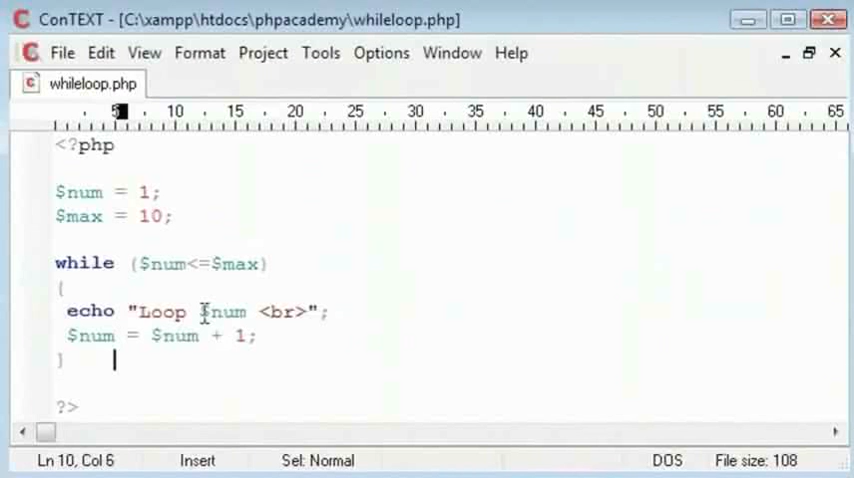 ConTEXT - [C:\xampp\htdocs\phpacademy\whileloop.php]
File Edit View Format Project Tools Options Window Help
whileloop.php
5 10 15 20 25 30 35 40 45 50 55 60 65
<?php
$num = 1;
$max = 10;
while ($num<=$max)
{
echo "Loop $num <br>";
$num = $num + 1;
}
?>
Ln 10, Col 6 Insert Sel: Normal DOS File size: 108